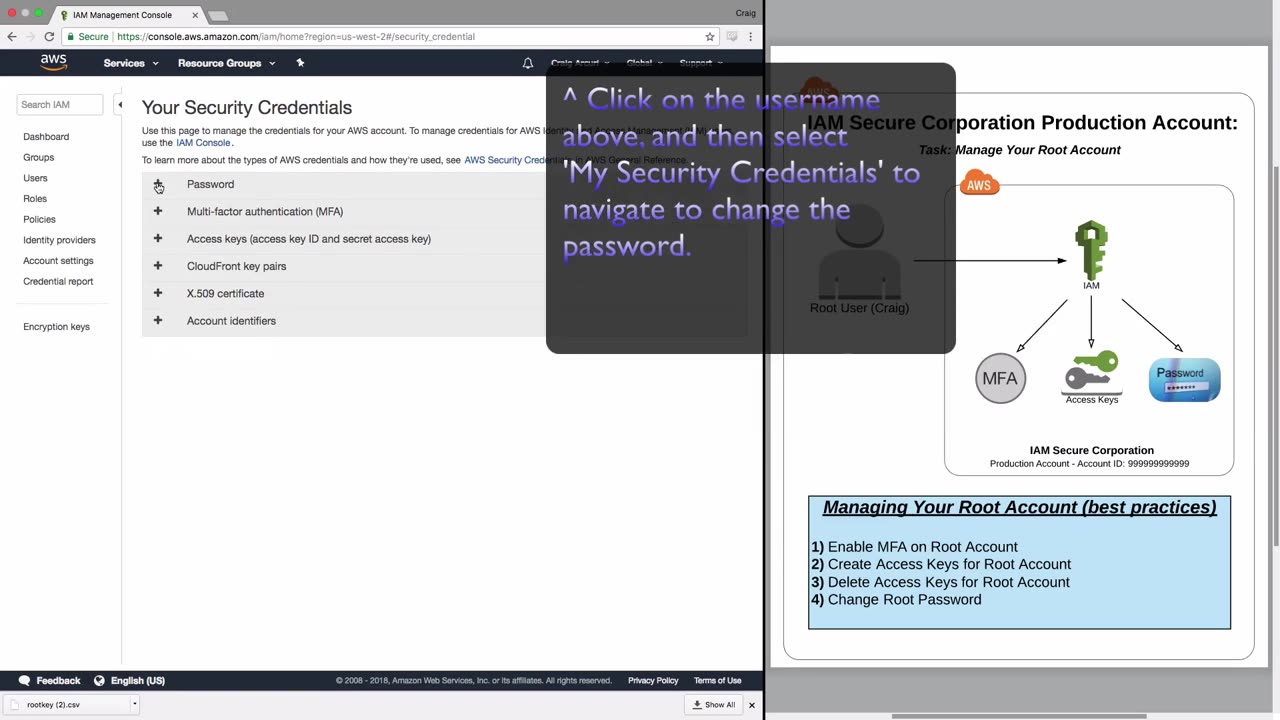 IAM Management Console
Craig
Secure
https://console.aws.amazon.com/iam/home?region=us-west-2#/security_credential
aws
Services
Resource Groups
Craig Arcuri
Global
Support
Search IAM
Dashboard
Groups
Users
Roles
Policies
Identity providers
Account settings
Credential report
Encryption keys
Your Security Credentials
Use this page to manage the credentials for your AWS account. To manage credentials for AWS Identity and Access Management (IAM)
use the IAM Console.
To learn more about the types of AWS credentials and how they're used, see AWS Security Credentials in AWS General Reference.
Password
Multi-factor authentication (MFA)
Access keys (access key ID and secret access key)
CloudFront key pairs
X.509 certificate
Account identifiers
^ Click on the username
above, and then select
'My Security Credentials' to
navigate to change the
password.
AWS
IAM Secure Corporation Production Account:
Task: Manage Your Root Account
AWS
Root User (Craig)
IAM
MFA
Access Keys
Password
IAM Secure Corporation
Production Account - Account ID: 999999999999
Managing Your Root Account (best practices)
1) Enable MFA on Root Account
2) Create Access Keys for Root Account
3) Delete Access Keys for Root Account
4) Change Root Password
Feedback
English (US)
© 2008 - 2018, Amazon Web Services, Inc. or its affiliates. All rights reserved.
Privacy Policy
Terms of Use
rootkey (2).csv
Show All